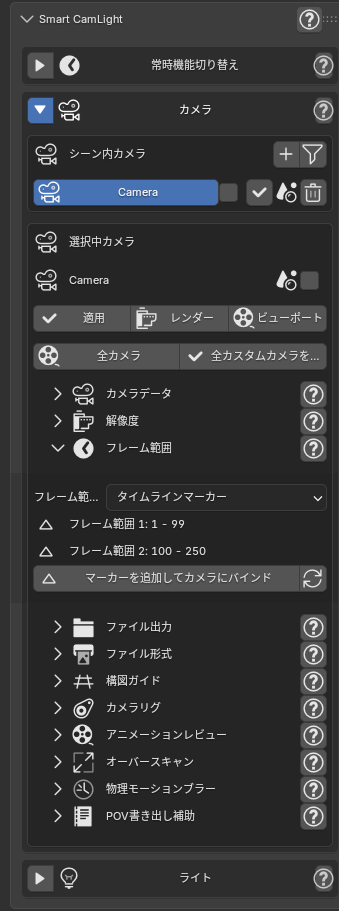 Smart CamLight
常時機能切り替え
カメラ
シーン内カメラ
Camera
選択中カメラ
Camera
適用 レンダー ビューポート
全カメラ 全カスタムカメラを...
カメラデータ
解像度
フレーム範囲
フレーム範... タイムラインマーカー
フレーム範囲 1: 1 - 99
フレーム範囲 2: 100 - 250
マーカーを追加してカメラにバインド
ファイル出力
ファイル形式
構図ガイド
カメラリグ
アニメーションレビュー
オーバースキャン
物理モーションブラー
POV書き出し補助
ライト